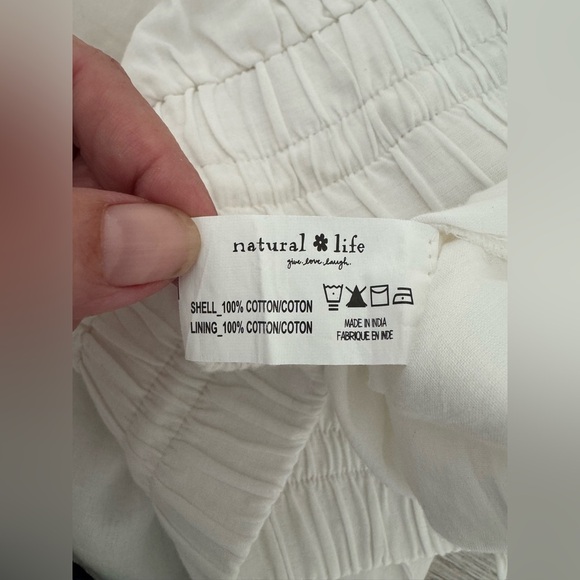 natural life
give.love.laugh.
SHELL_100% COTTON/COTON
LINING_100% COTTON/COTON
MADE IN INDIA
FABRIQUE EN INDE